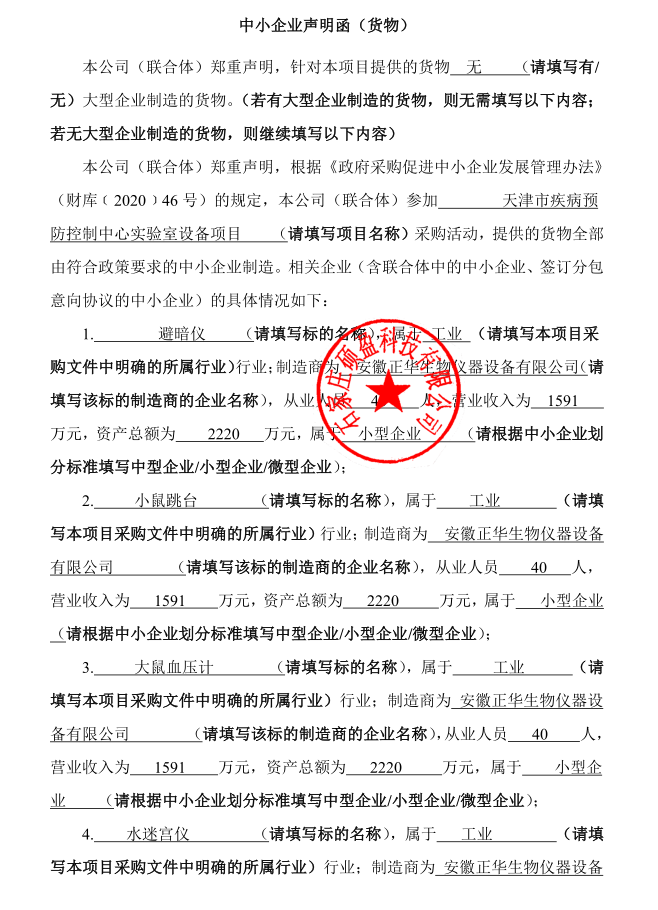 中小企业声明函（货物）
本公司（联合体）郑重声明，针对本项目提供的货物 无 （请填写有/
无）大型企业制造的货物。（若有大型企业制造的货物，则无需填写以下内容；
若无大型企业制造的货物，则继续填写以下内容）
本公司（联合体）郑重声明，根据《政府采购促进中小企业发展管理办法》
（财库﹝2020﹞46 号）的规定，本公司（联合体）参加 天津市疾病预
防控制中心实验室设备项目 （请填写项目名称）采购活动，提供的货物全部
由符合政策要求的中小企业制造。相关企业（含联合体中的中小企业、签订分包
意向协议的中小企业）的具体情况如下：
1. 避暗仪 （请填写标的名称），属于 工业 （请填写本项目采
购文件中明确的所属行业）行业；制造商为 安徽正华生物仪器设备有限公司（请
填写该标的制造商的企业名称），从业人员 4 人，营业收入为 1591
万元，资产总额为 2220 万元，属于 小型企业 （请根据中小企业划
分标准填写中型企业/小型企业/微型企业）；
石家庄硕盈科技有限公司
2. 小鼠跳台 （请填写标的名称），属于 工业 （请填
写本项目采购文件中明确的所属行业）行业；制造商为 安徽正华生物仪器设备
有限公司 （请填写该标的制造商的企业名称），从业人员 40 人，
营业收入为 1591 万元，资产总额为 2220 万元，属于 小型企业
（请根据中小企业划分标准填写中型企业/小型企业/微型企业）；
3. 大鼠血压计 （请填写标的名称），属于 工业 （请
填写本项目采购文件中明确的所属行业）行业；制造商为 安徽正华生物仪器设
备有限公司 （请填写该标的制造商的企业名称），从业人员 40 人，
营业收入为 1591 万元，资产总额为 2220 万元，属于 小型企
业 （请根据中小企业划分标准填写中型企业/小型企业/微型企业）；
4. 水迷宫仪 （请填写标的名称），属于 工业 （请填
写本项目采购文件中明确的所属行业）行业；制造商为 安徽正华生物仪器设备